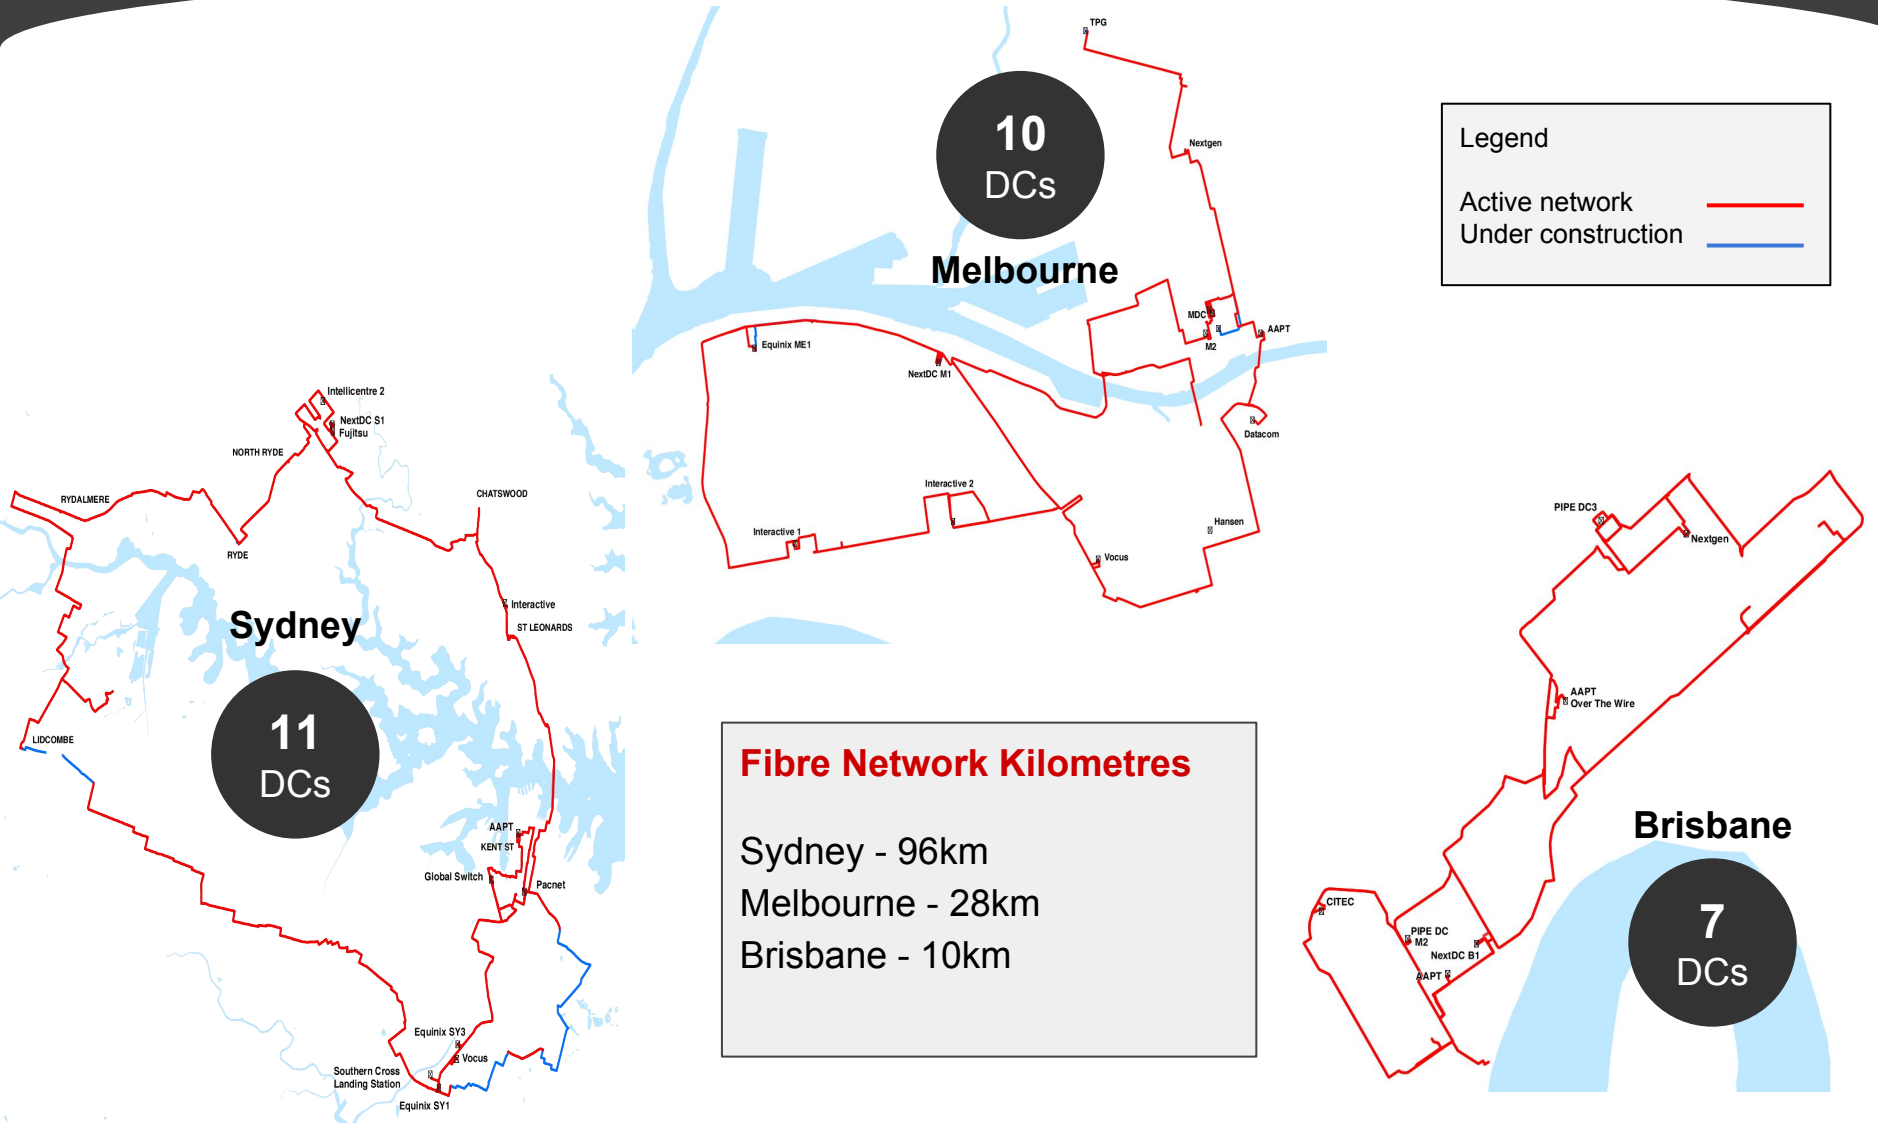 TPG
10
DCs
Nextgen
Melbourne
MDC
M2
AAPT
Equinix ME1
NextDC M1
Datacom
Interactive 2
Interactive 1
Hansen
Vocus
Legend
Active network
Under construction
Intellicentre 2
NextDC S1
Fujitsu
NORTH RYDE
RYDALMERE
CHATSWOOD
RYDE
Interactive
ST LEONARDS
Sydney
11
DCs
LIDCOMBE
AAPT
KENT ST
Global Switch
Pacnet
Equinix SY3
Vocus
Southern Cross
Landing Station
Equinix SY1
Fibre Network Kilometres
Sydney - 96km
Melbourne - 28km
Brisbane - 10km
PIPE DC3
Nextgen
AAPT
Over The Wire
Brisbane
7
DCs
CITEC
PIPE DC
M2
NextDC B1
AAPT